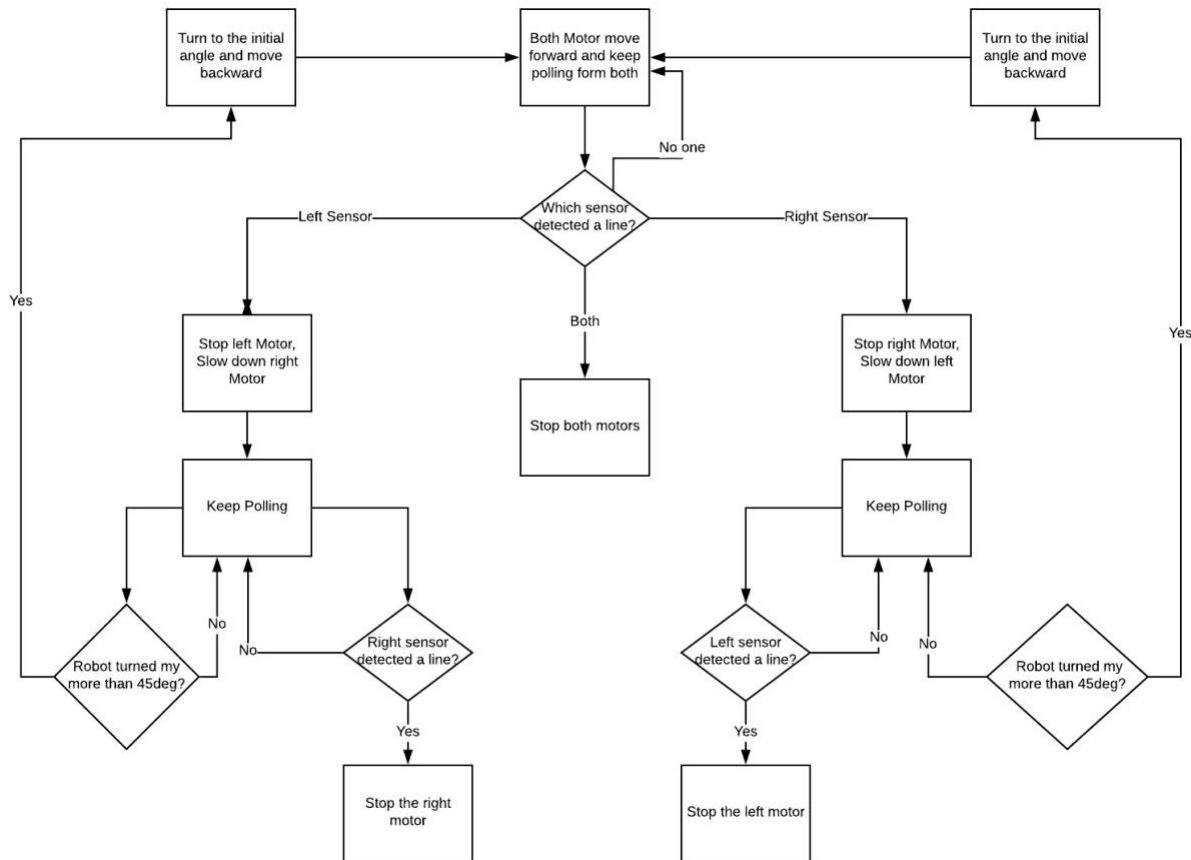 Turn to the initial
angle and move
backward
Both Motor move
forward and keep
polling form both
Turn to the initial
angle and move
backward
No one
Left Sensor
Which sensor
detected a line?
Right Sensor
Yes
Both
Yes
Stop left Motor,
Slow down right
Motor
Stop right Motor,
Slow down left
Motor
Stop both motors
Keep Polling
Keep Polling
No
No
Right sensor
detected a line?
Left sensor
detected a line?
No
No
Robot turned my
more than 45deg?
Robot turned my
more than 45deg?
Yes
Yes
Stop the right
motor
Stop the left motor